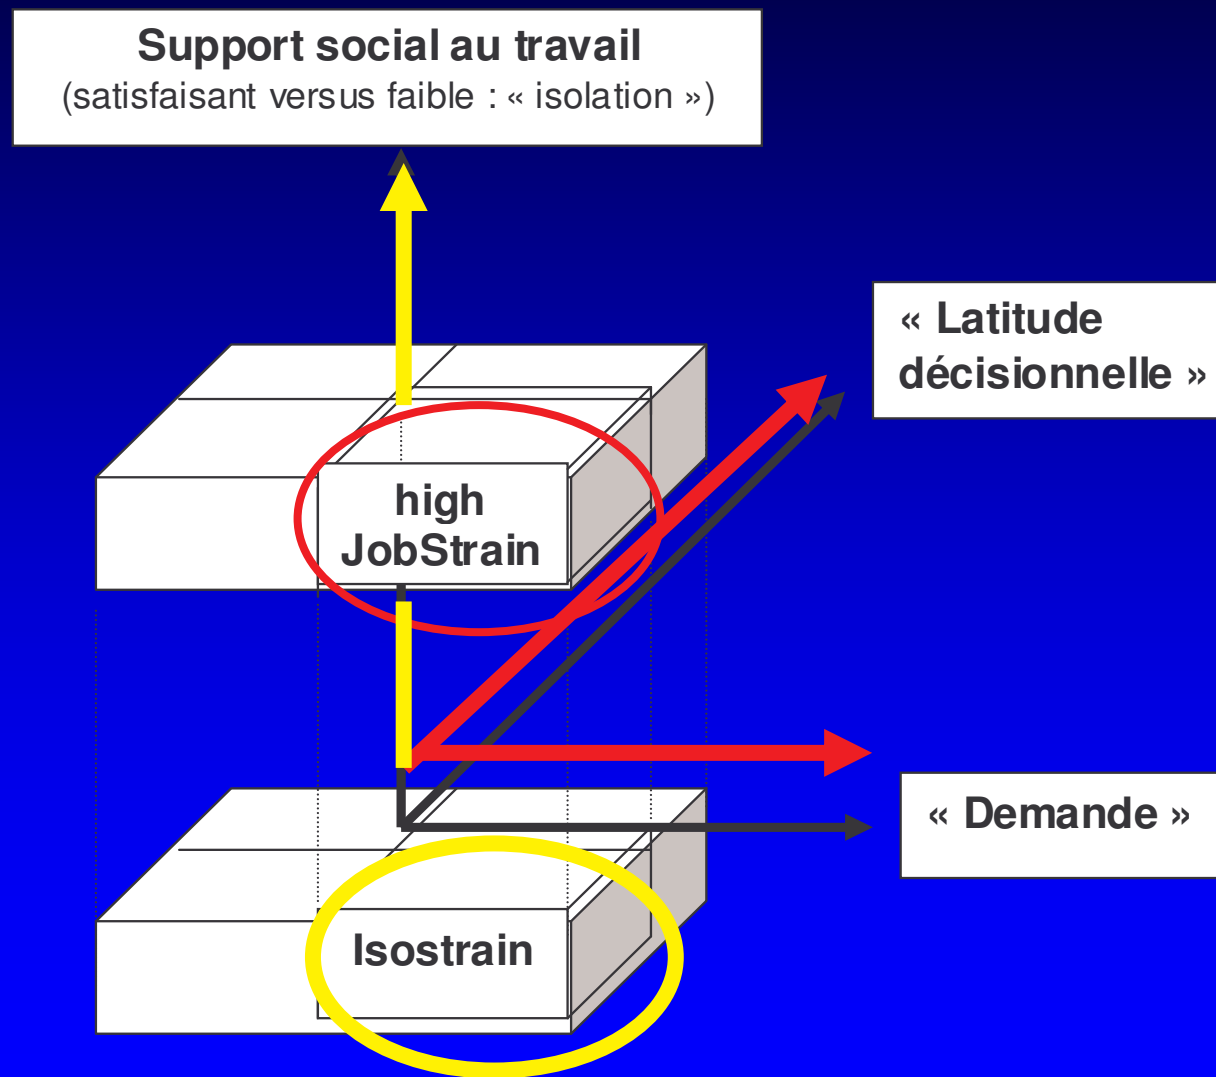 Support social au travail
(satisfaisant versus faible : « isolation »)
« Latitude
décisionnelle »
high
JobStrain
« Demande »
Isostrain